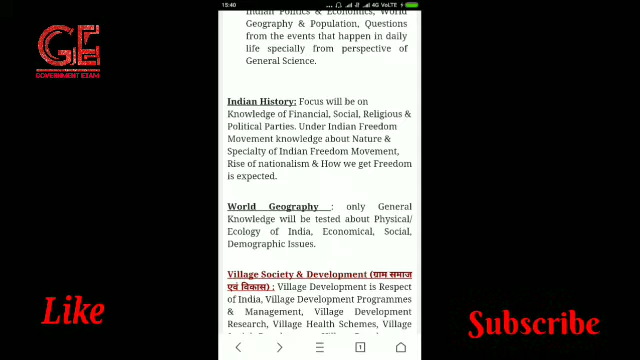 15:40
4G VoLTE
GE
GOVERNMENT EXAMS
Indian Politics & Economics, World
Geography & Population, Questions
from the events that happen in daily
life specially from perspective of
General Science.
Indian History: Focus will be on
Knowledge of Financial, Social, Religious &
Political Parties. Under Indian Freedom
Movement knowledge about Nature &
Specialty of Indian Freedom Movement,
Rise of nationalism & How we get Freedom
is expected.
World Geography : only General
Knowledge will be tested about Physical/
Ecology of India, Economical, Social,
Demographic Issues.
Village Society & Development (ग्राम समाज
एवं विकास) : Village Development is Respect
of India, Village Development Programmes
& Management, Village Development
Research, Village Health Schemes, Village
Like
Subscribe
1